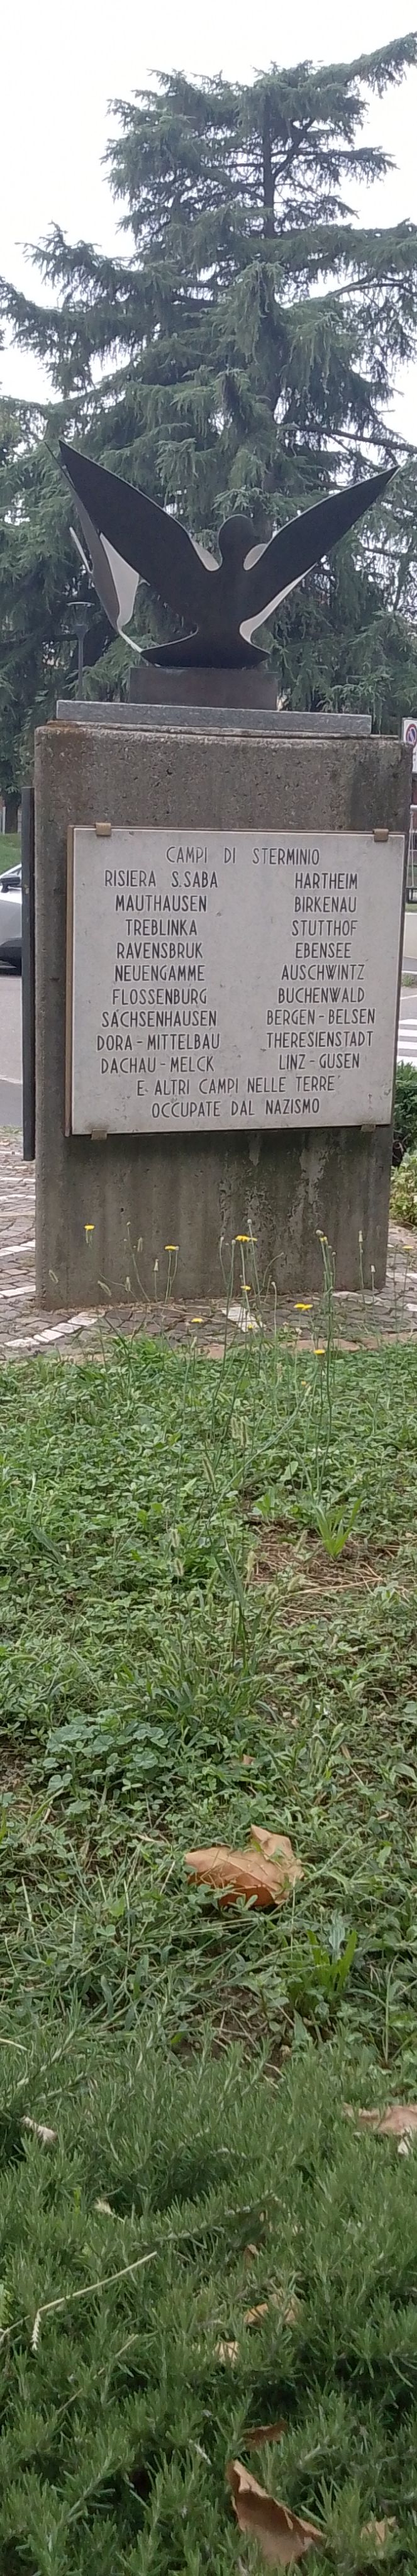 CAMPI DI STERMINIO
RISIERA S.SABA HARTHEIM
MAUTHAUSEN BIRKENAU
TREBLINKA STUTTHOF
RAVENSBRUK EBENSEE
NEUENGAMME AUSCHWINTZ
FLOSSENBURG BUCHENWALD
SACHSENHAUSEN BERGEN-BELSEN
DORA-MITTELBAU THERESIENSTADT
DACHAU-MELCK LINZ-GUSEN
E ALTRI CAMPI NELLE TERRE
OCCUPATE DAL NAZISMO